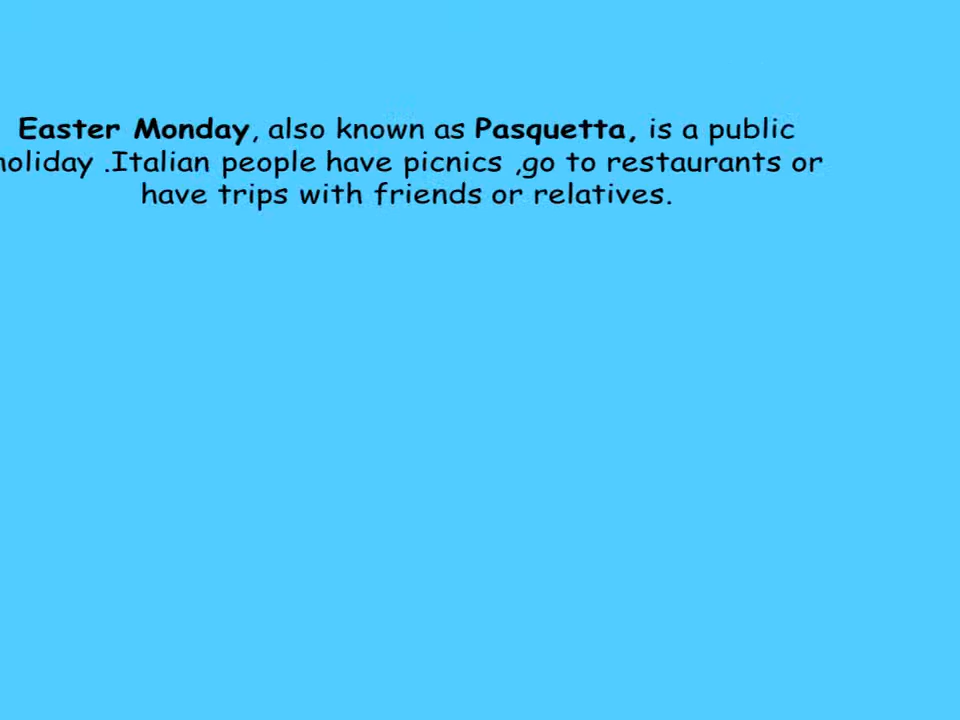 Easter Monday, also known as Pasquetta, is a public
holiday .Italian people have picnics ,go to restaurants or
have trips with friends or relatives.